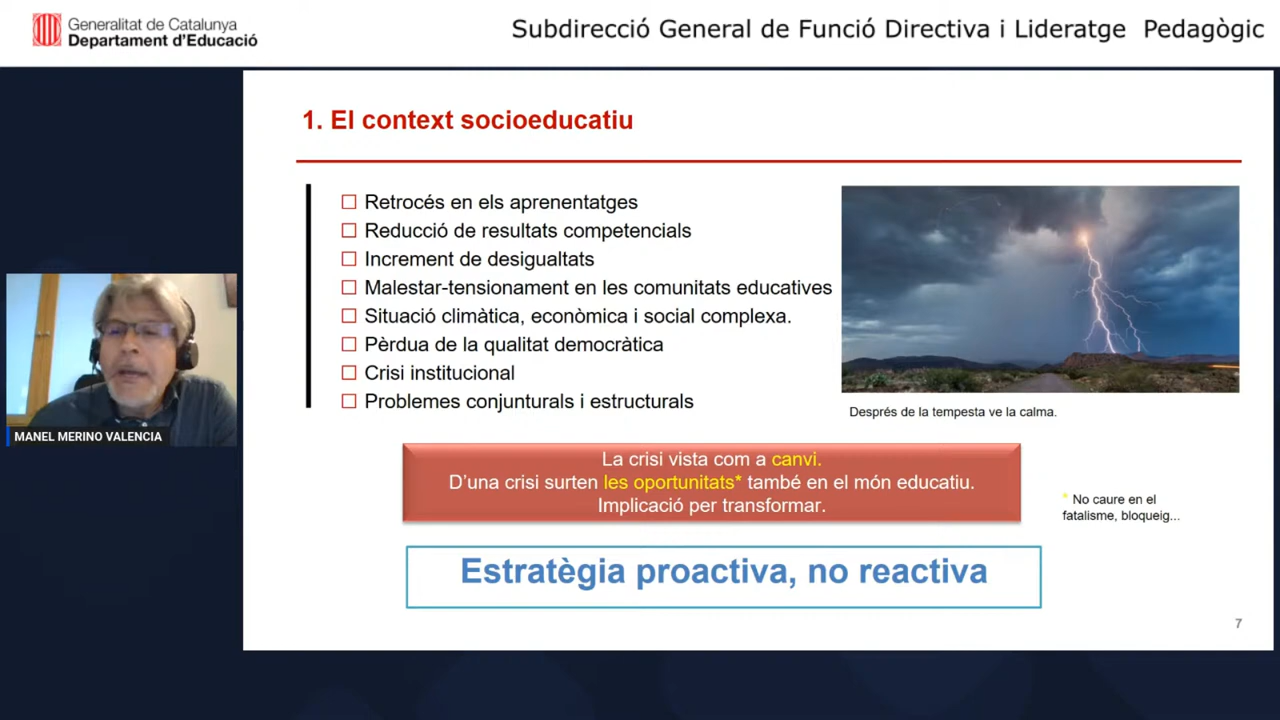 Generalitat de Catalunya
Departament d'Educació
Subdirecció General de Funció Directiva i Lideratge Pedagògic
1. El context socioeducatiu
Retrocés en els aprenentatges
Reducció de resultats competencials
Increment de desigualtats
Malestar-tensionament en les comunitats educatives
Situació climàtica, econòmica i social complexa.
Pèrdua de la qualitat democràtica
Crisi institucional
Problemes conjunturals i estructurals
Després de la tempesta ve la calma.
MANEL MERINO VALENCIA
La crisi vista com a canvi.
D'una crisi surten les oportunitats* també en el món educatiu.
Implicació per transformar.
* No caure en el
fatalisme, bloqueig...
Estratègia proactiva, no reactiva
7